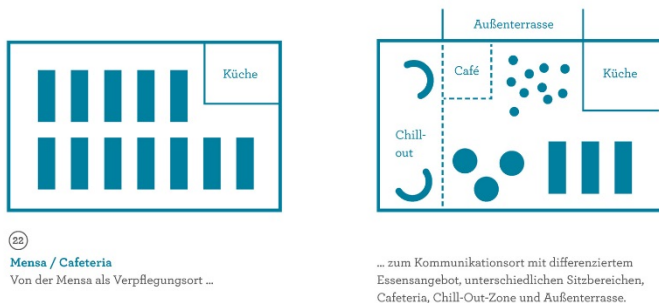 Küche
Außenterrasse
Café
Küche
Chill-
out
22
Mensa / Cafeteria
Von der Mensa als Verpflegungsort ...
... zum Kommunikationsort mit differenziertem
Essensangebot, unterschiedlichen Sitzbereichen,
Cafeteria, Chill-Out-Zone und Außenterrasse.